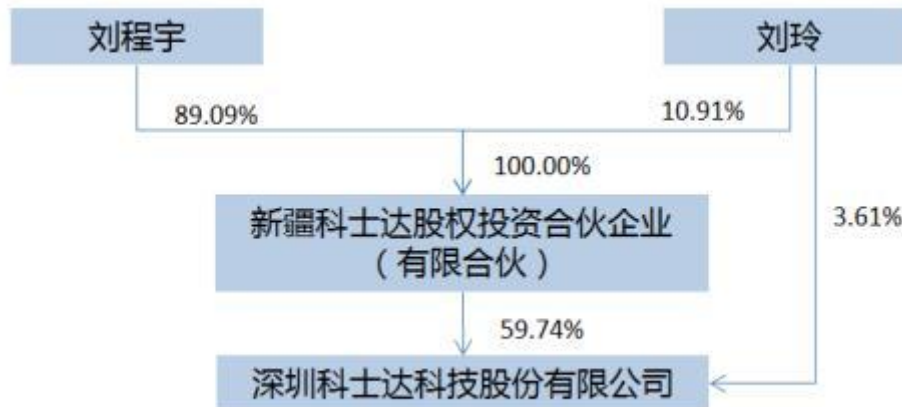 刘程宇
刘玲
89.09%
10.91%
100.00%
新疆科士达股权投资合伙企业
（有限合伙）
3.61%
59.74%
深圳科士达科技股份有限公司